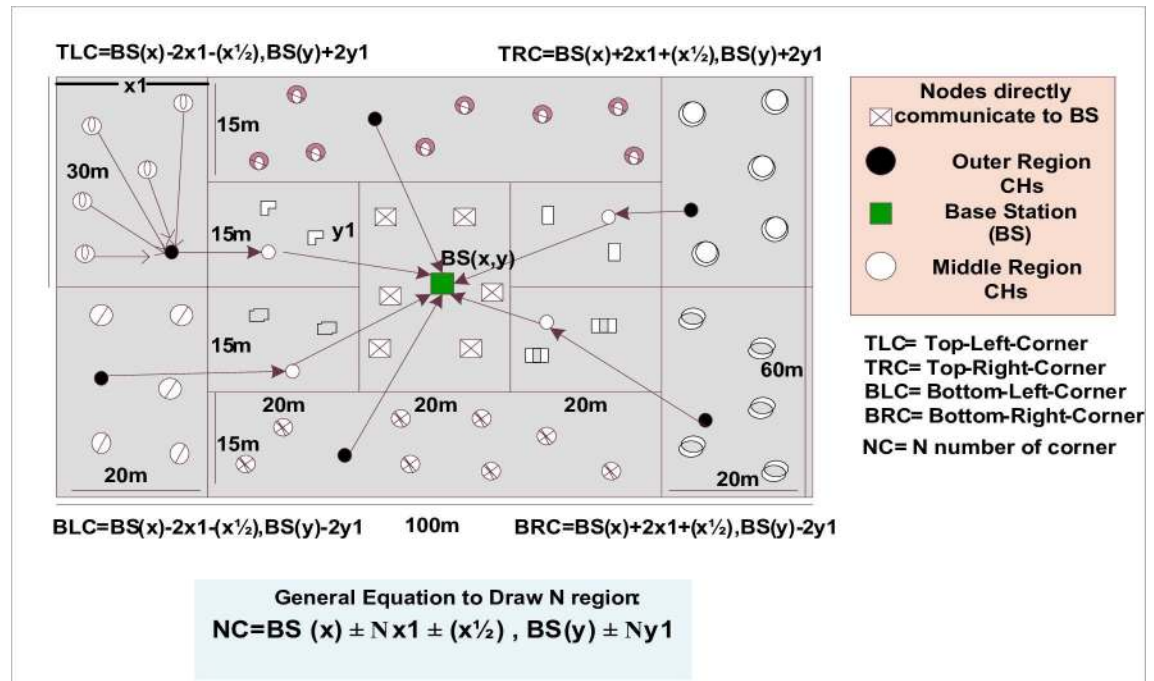 TLC=BS(x)-2x1-(x½),BS(y)+2y1
TRC=BS(x)+2x1+(x½),BS(y)+2y1
x1
15m
30m
15m
y1
BS(x,y)
15m
60m
20m
20m
20m
15m
20m
20m
BLC=BS(x)-2x1-(x½),BS(y)-2y1
100m
BRC=BS(x)+2x1+(x½),BS(y)-2y1
Nodes directly
communicate to BS
Outer Region
CHs
Base Station
(BS)
Middle Region
CHs
TLC= Top-Left-Corner
TRC= Top-Right-Corner
BLC= Bottom-Left-Corner
BRC= Bottom-Right-Corner
NC= N number of corner
General Equation to Draw N region:
NC=BS (x) ± Nx1 ± (x½) , BS(y) ± Ny1